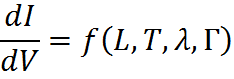 dI/dV = f(L, T, λ, Γ)